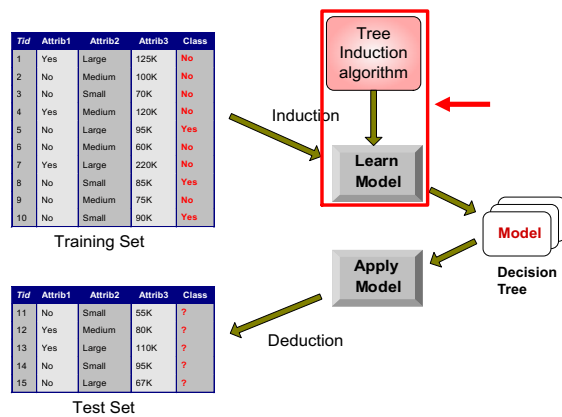 Tid Attrib1 Attrib2 Attrib3 Class
1 Yes Large 125K No
2 No Medium 100K No
3 No Small 70K No
4 Yes Medium 120K No
5 No Large 95K Yes
6 No Medium 60K No
7 Yes Large 220K No
8 No Small 85K Yes
9 No Medium 75K No
10 No Small 90K Yes
Training Set
Tree
Induction
algorithm
Induction
Learn
Model
Model
Decision
Tree
Apply
Model
Deduction
Tid Attrib1 Attrib2 Attrib3 Class
11 No Small 55K ?
12 Yes Medium 80K ?
13 Yes Large 110K ?
14 No Small 95K ?
15 No Large 67K ?
Test Set